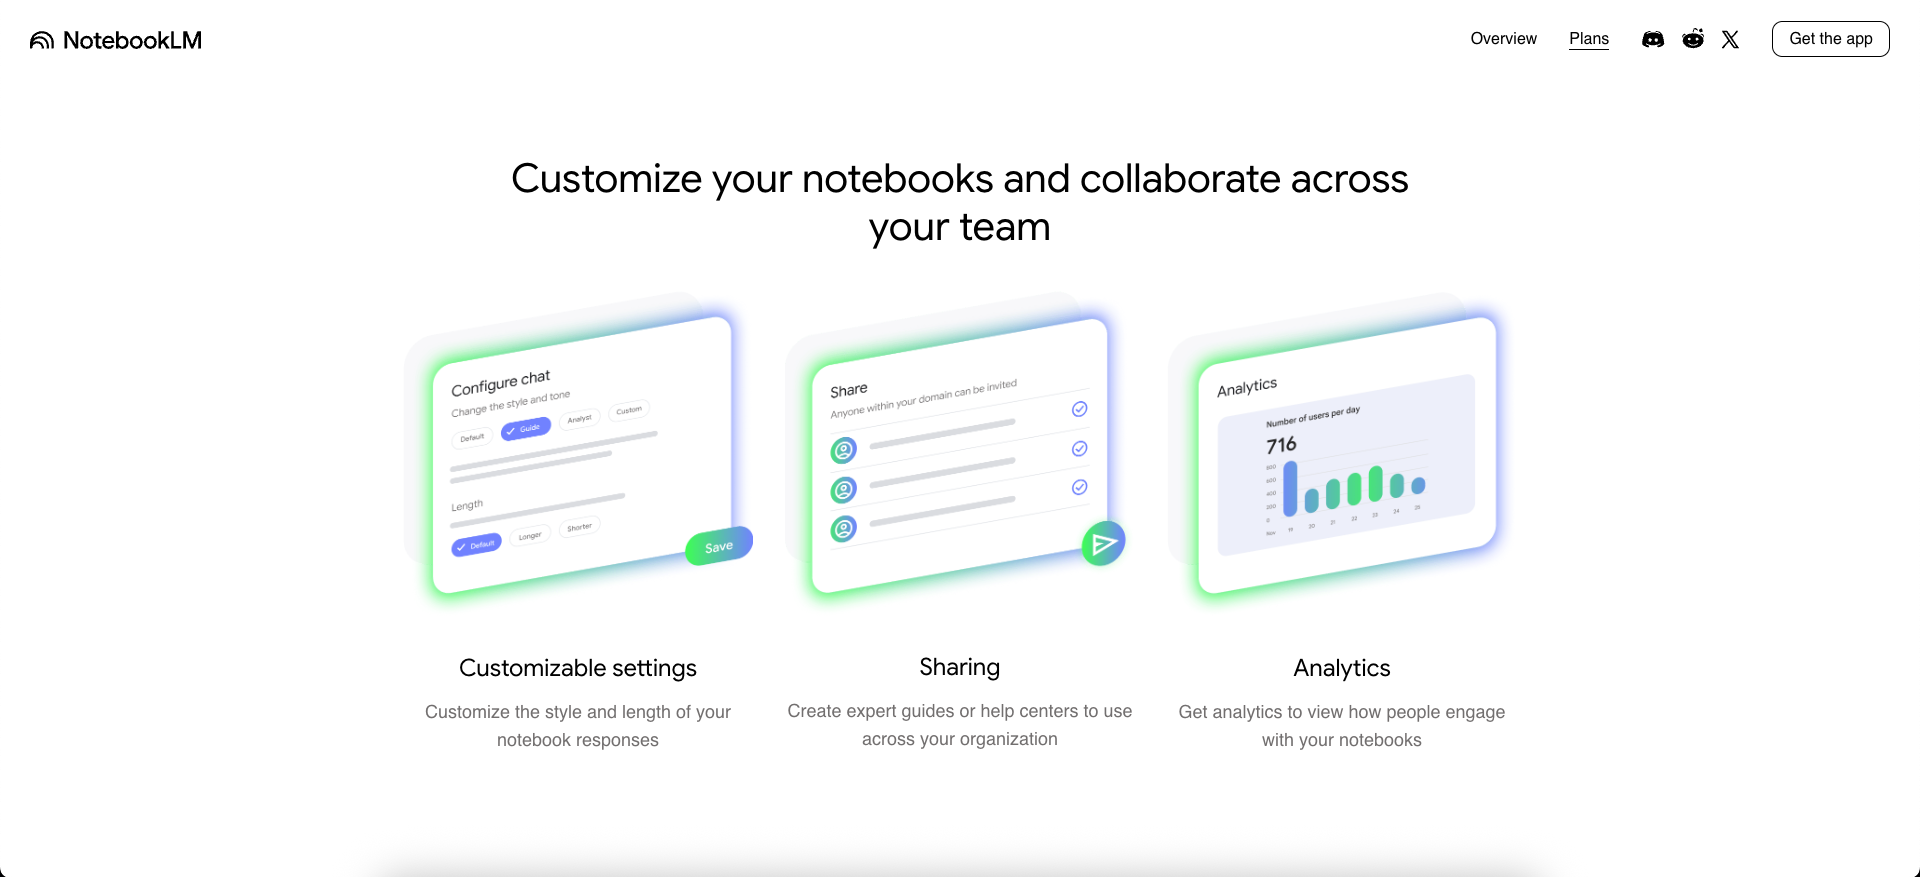 NotebookLM
Overview
Plans
Get the app
Customize your notebooks and collaborate across
your team
Configure chat
Change the style and tone
Default
Guide
Analyst
Custom
Length
Default
Longer
Shorter
Save
Share
Anyone within your domain can be invited
Analytics
Number of users per day
716
800
600
400
200
0
Nov
19
20
21
22
23
24
25
Customizable settings
Customize the style and length of your
notebook responses
Sharing
Create expert guides or help centers to use
across your organization
Analytics
Get analytics to view how people engage
with your notebooks